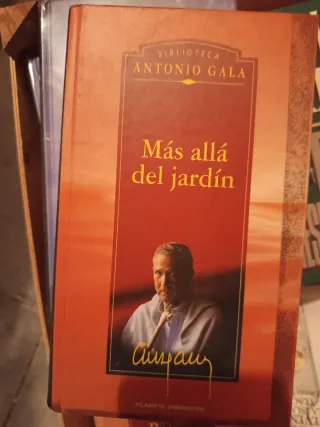 BIBLIOTECA
ANTONIO GALA
Más allá
del jardín
PLANETA DEAGOSTINI